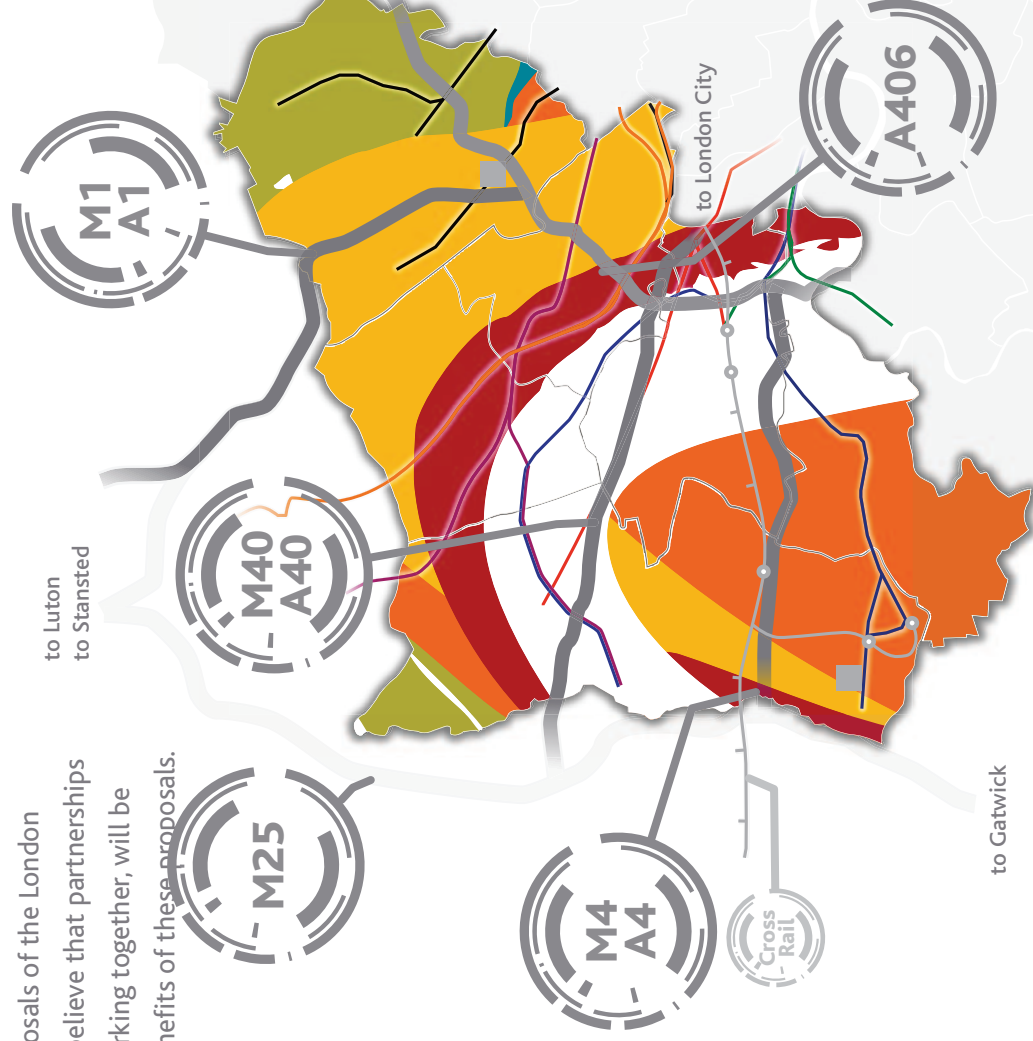 osals of the London
elieve that partnerships
rking together, will be
nefits of these proposals.
to Luton
to Stansted
M1
A1
M25
M40
A40
to London City
A406
M4
A4
Cross
Rail
to Gatwick